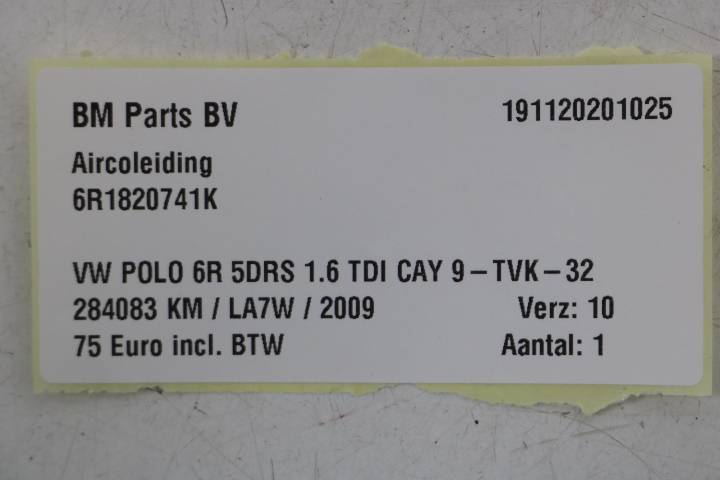 BM Parts BV 191120201025
Aircoleiding
6R1820741K
VW POLO 6R 5DRS 1.6 TDI CAY 9-TVK-32
284083 KM / LA7W / 2009 Verz: 10
75 Euro incl. BTW Aantal: 1